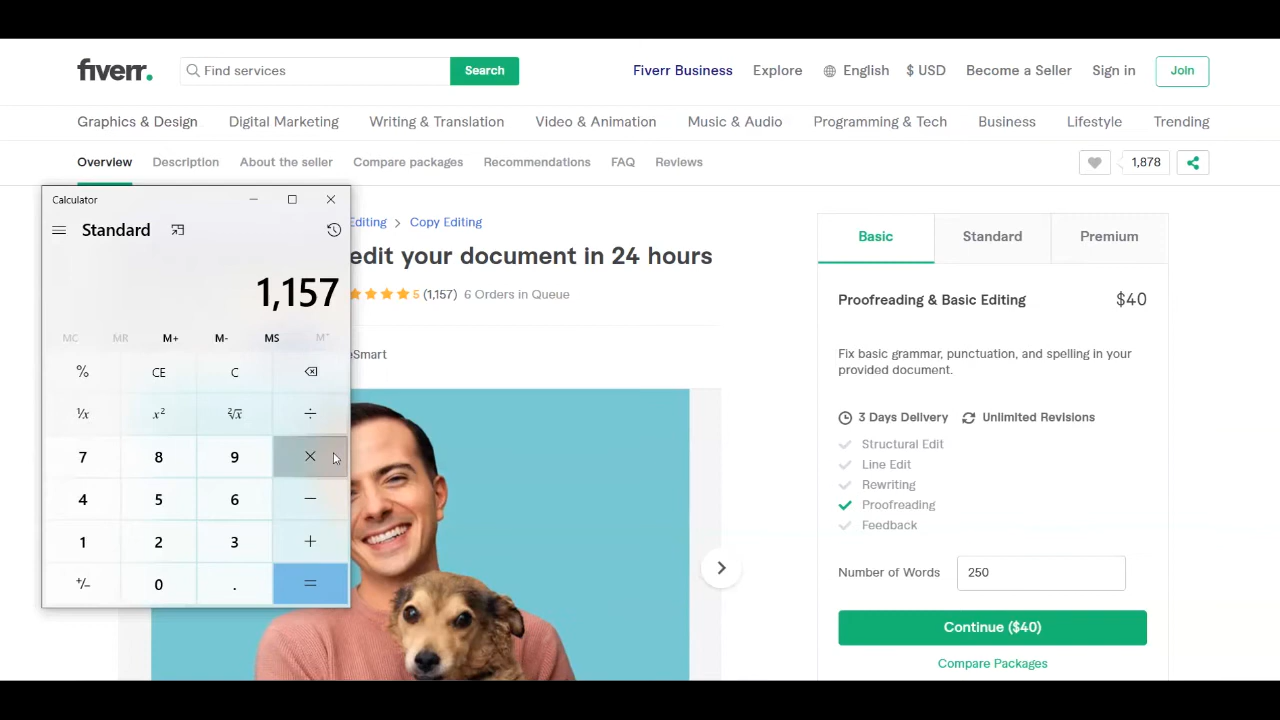 fiverr.
Find services
Search
Fiverr Business
Explore
English
$ USD
Become a Seller
Sign in
Join
Graphics & Design
Digital Marketing
Writing & Translation
Video & Animation
Music & Audio
Programming & Tech
Business
Lifestyle
Trending
Overview
Description
About the seller
Compare packages
Recommendations
FAQ
Reviews
1,878
Calculator
Standard
1,157
MC MR M+ M- MS M˅
% CE C
¹/x x² ²√x ÷
7 8 9 ×
4 5 6 −
1 2 3 +
+/− 0 . =
Editing > Copy Editing
edit your document in 24 hours
5 (1,157) 6 Orders in Queue
eSmart
Basic
Standard
Premium
Proofreading & Basic Editing
$40
Fix basic grammar, punctuation, and spelling in your
provided document.
3 Days Delivery
Unlimited Revisions
Structural Edit
Line Edit
Rewriting
Proofreading
Feedback
Number of Words
250
Continue ($40)
Compare Packages